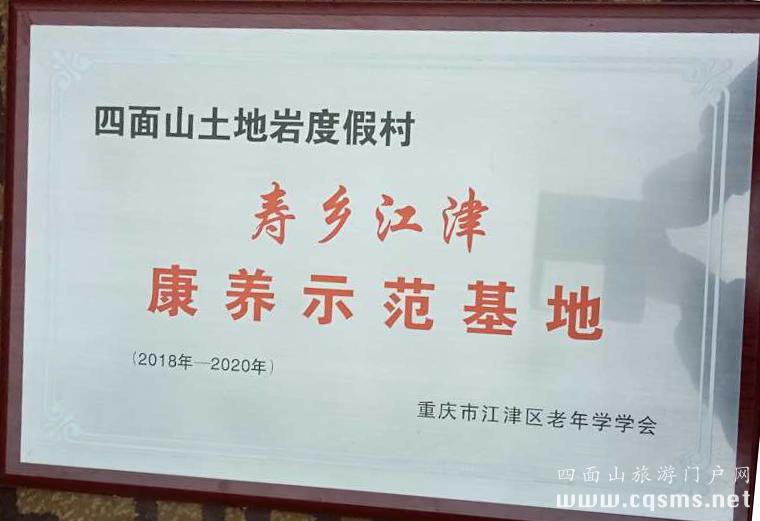 四面山土地岩度假村
寿乡江津
康养示范基地
(2018年—2020年)
重庆市江津区老年学学会
四面山旅游门户网
www.cqsms.net